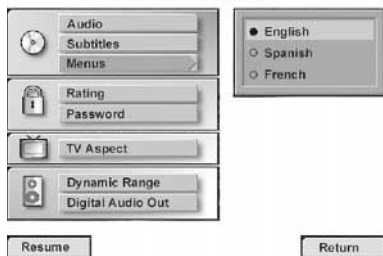 Audio
Subtitles
Menus
English
Spanish
French
Rating
Password
TV Aspect
Dynamic Range
Digital Audio Out
Resume
Return